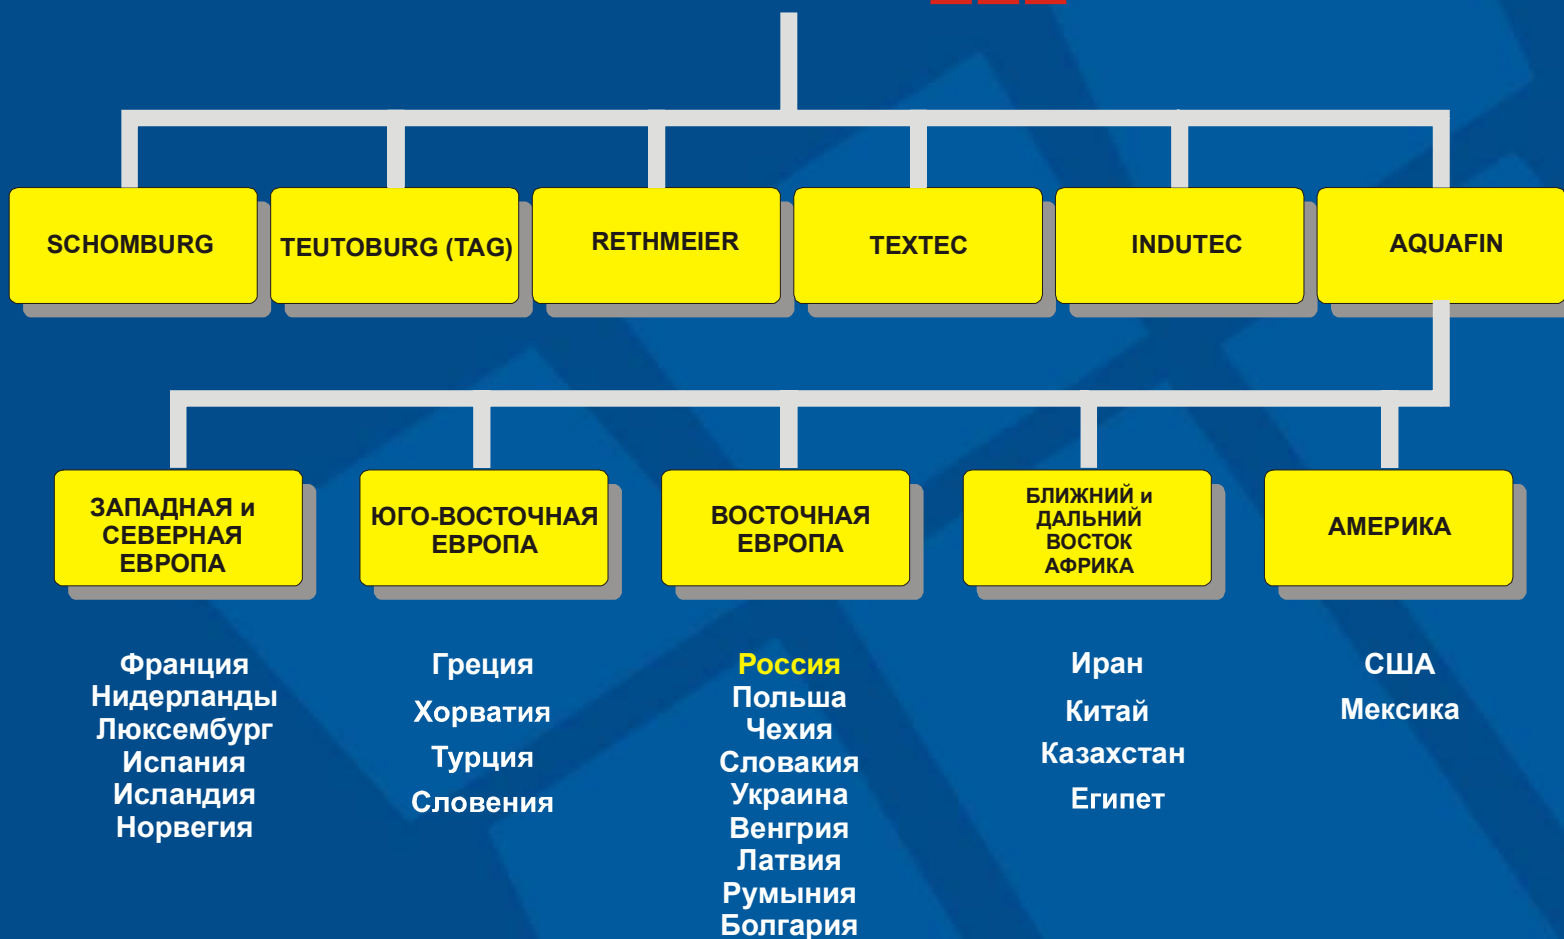 SCHOMBURG
TEUTOBURG (TAG)
RETHMEIER
TEXTEC
INDUTEC
AQUAFIN
ЗАПАДНАЯ и
СЕВЕРНАЯ
ЕВРОПА
ЮГО-ВОСТОЧНАЯ
ЕВРОПА
ВОСТОЧНАЯ
ЕВРОПА
БЛИЖНИЙ и
ДАЛЬНИЙ
ВОСТОК
АФРИКА
АМЕРИКА
Франция
Нидерланды
Люксембург
Испания
Исландия
Норвегия
Греция
Хорватия
Турция
Словения
Россия
Польша
Чехия
Словакия
Украина
Венгрия
Латвия
Румыния
Болгария
Иран
Китай
Казахстан
Египет
США
Мексика